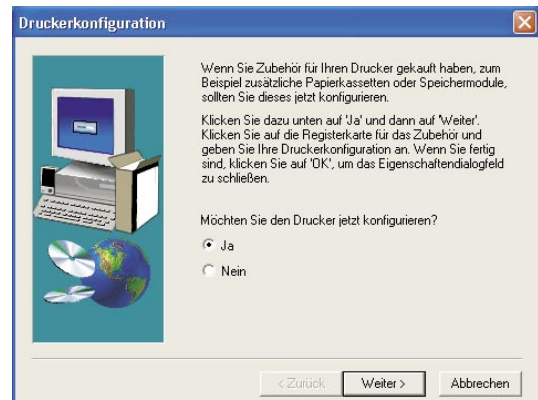 Druckerkonfiguration
Wenn Sie Zubehör für Ihren Drucker gekauft haben, zum
Beispiel zusätzliche Papierkassetten oder Speichermodule,
sollten Sie dieses jetzt konfigurieren.
Klicken Sie dazu unten auf 'Ja' und dann auf 'Weiter'.
Klicken Sie auf die Registerkarte für das Zubehör und
geben Sie Ihre Druckerkonfiguration an. Wenn Sie fertig
sind, klicken Sie auf "OK", um das Eigenschaftendialogfeld
zu schließen.
Möchten Sie den Drucker jetzt konfigurieren?
Ja
Nein
< Zurück Weiter > Abbrechen